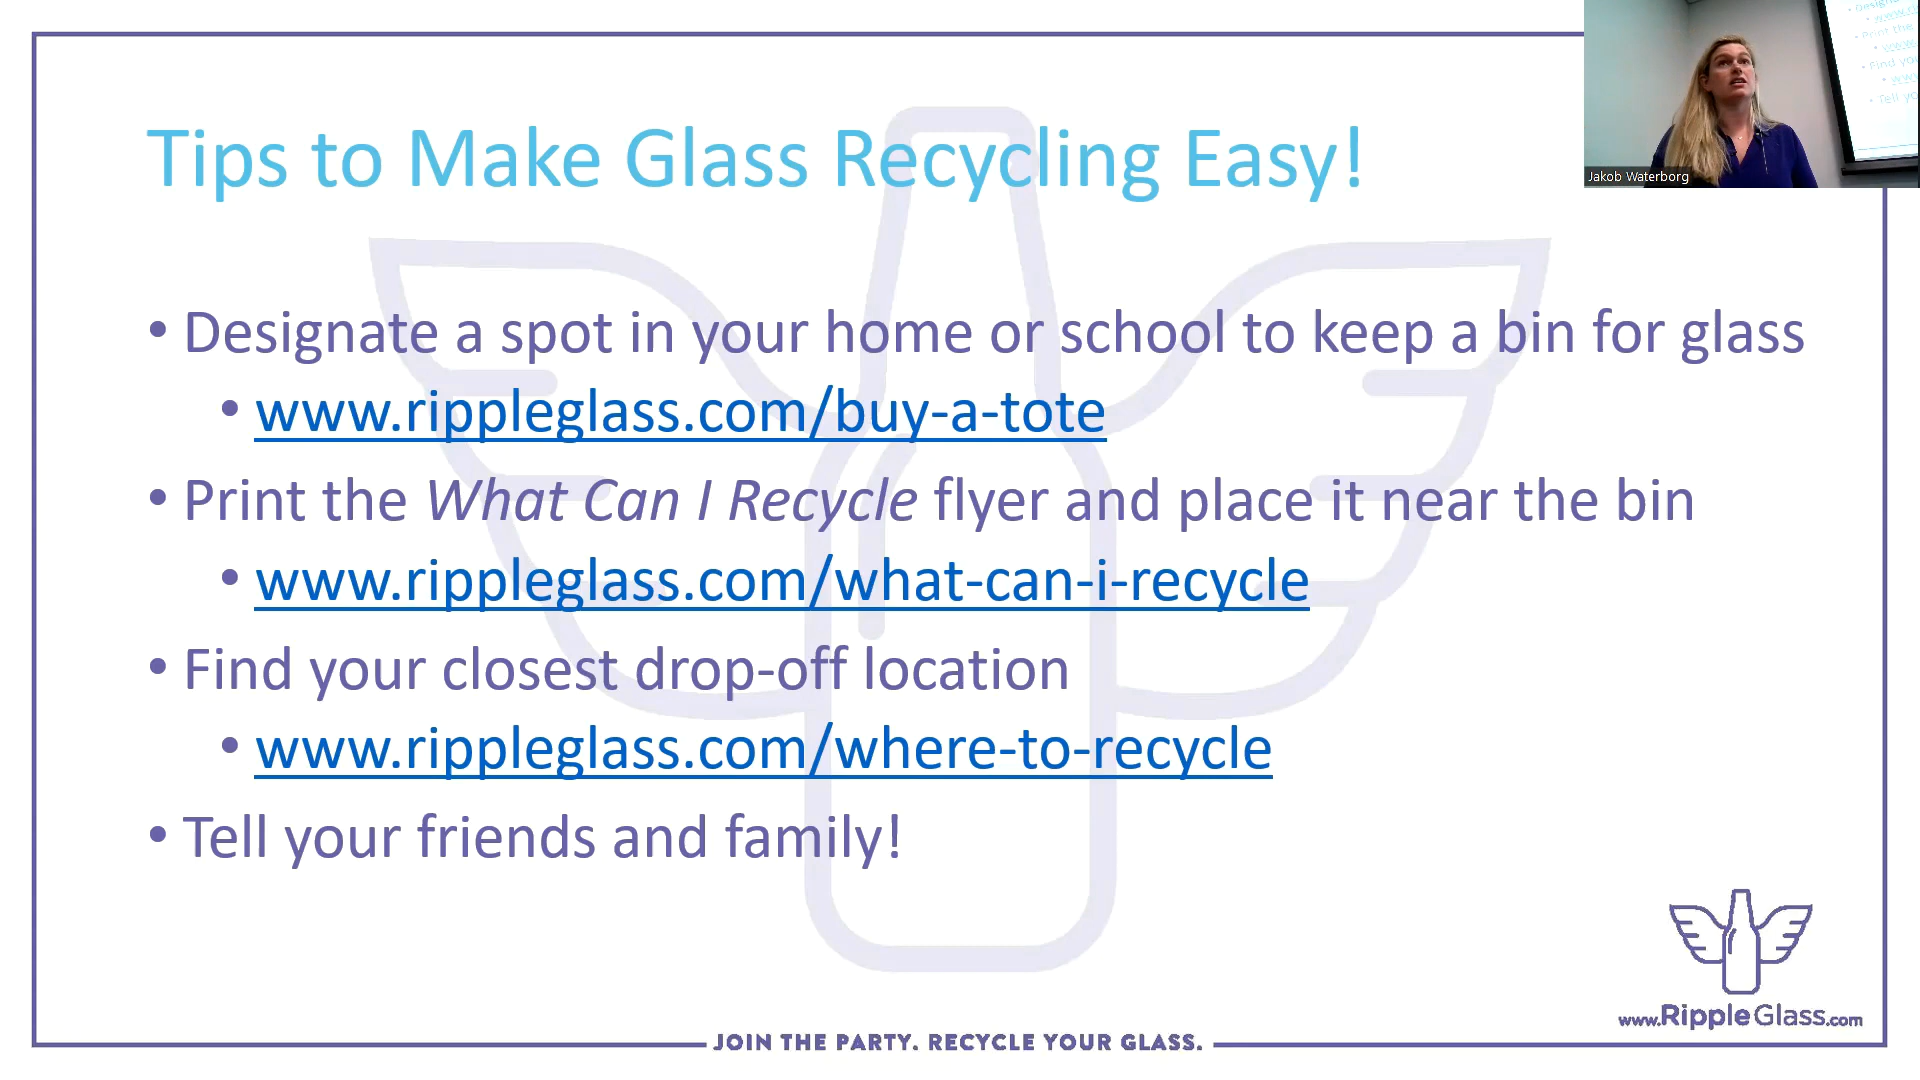 Tips to Make Glass Recycling Easy!
• Designate a spot in your home or school to keep a bin for glass
• www.rippleglass.com/buy-a-tote
• Print the What Can I Recycle flyer and place it near the bin
• www.rippleglass.com/what-can-i-recycle
• Find your closest drop-off location
• www.rippleglass.com/where-to-recycle
• Tell your friends and family!
Jakob Waterborg
www.RippleGlass.com
JOIN THE PARTY. RECYCLE YOUR GLASS.